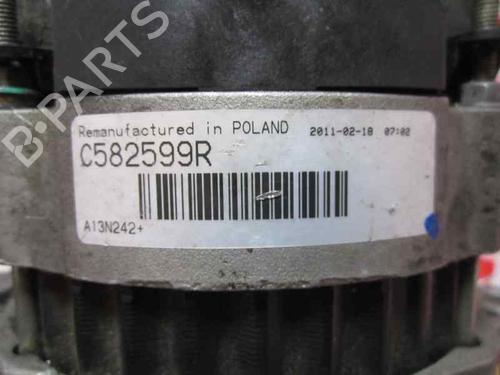 Remanufactured in POLAND 2011-02-18 07:02
C582599R
A13N242+
B-PARTS